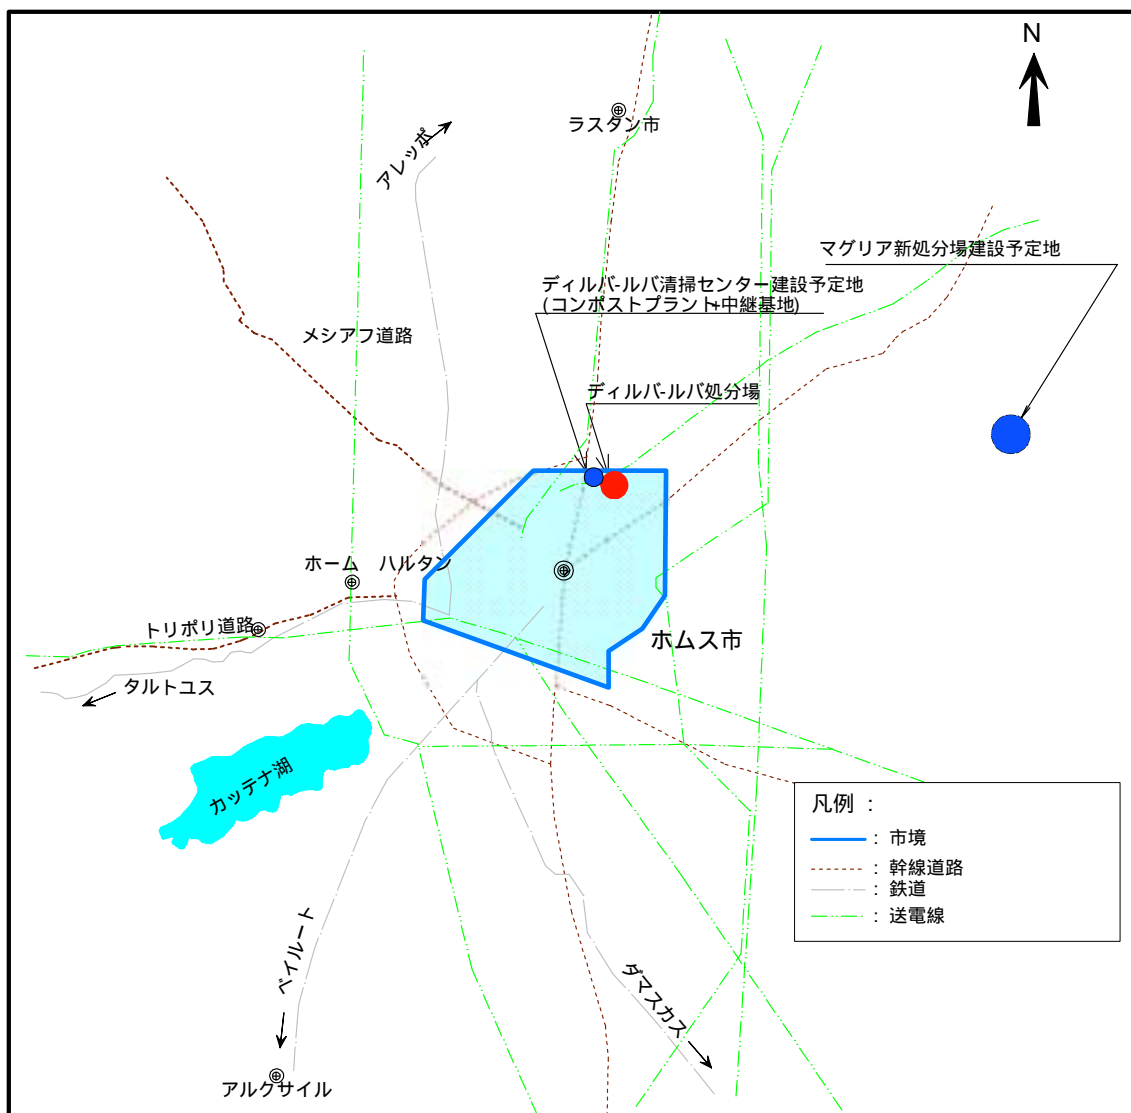 N
ラスタン市
アレッポ
マグリア新処分場建設予定地
ディルバ-ルバ清掃センター建設予定地
(コンポストプラント+中継基地)
メシアフ道路
ディルバ-ルバ処分場
ホーム ハルタン
トリポリ道路
ホムス市
タルトユス
カッテナ湖
凡例 :
: 市境
: 幹線道路
: 鉄道
: 送電線
ベイルート
ダマスカス
アルクサイル